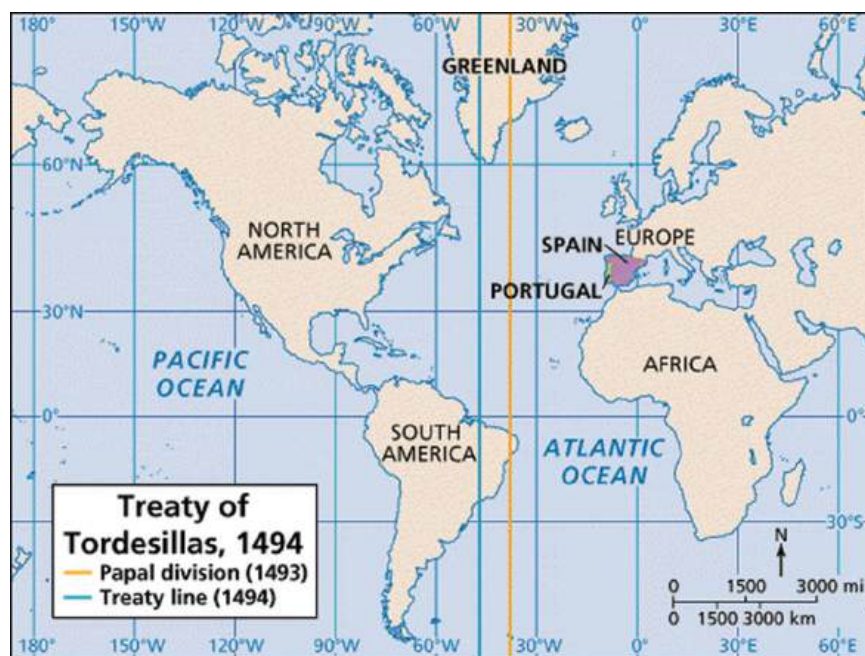 180° 150°W 120°W 90°W 60°W 30°W 0° 30°E 60°E
GREENLAND
60°N
NORTH
AMERICA
SPAIN EUROPE
PORTUGAL
30°N
PACIFIC
OCEAN
AFRICA
0° 0°
SOUTH
AMERICA
ATLANTIC
OCEAN
Treaty of
Tordesillas, 1494
Papal division (1493)
Treaty line (1494)
30°S
N
0 1500 3000 mi
0 1500 3000 km
180° 150°W 120°W 90°W 60°W 30°W 0° 30°E 60°E